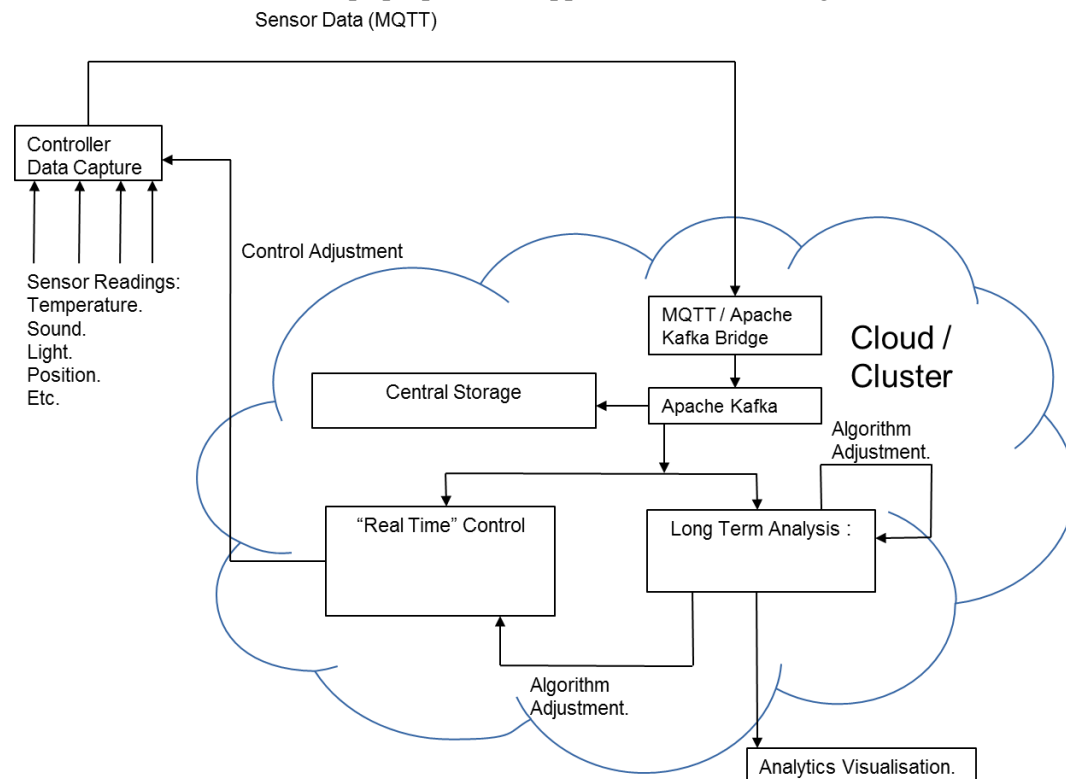 Sensor Data (MQTT)
Controller
Data Capture
Control Adjustment
Sensor Readings:
Temperature.
Sound.
Light.
Position.
Etc.
MQTT / Apache
Kafka Bridge
Cloud /
Cluster
Central Storage
Apache Kafka
Algorithm
Adjustment.
“Real Time” Control
Long Term Analysis :
Algorithm
Adjustment.
Analytics Visualisation.